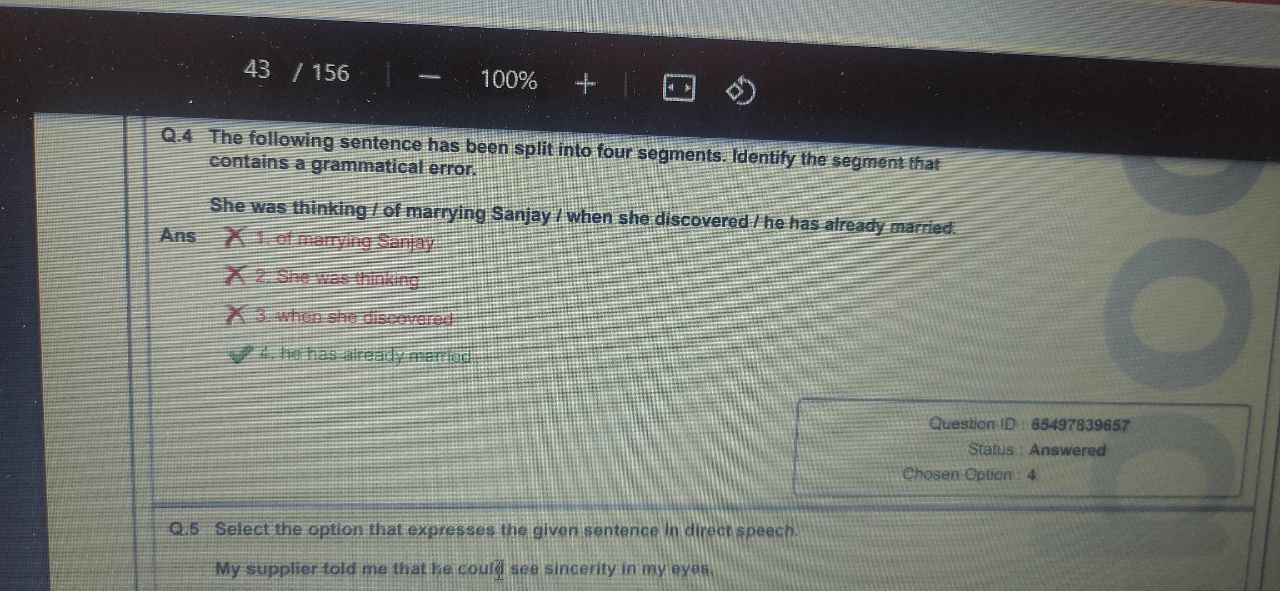 43 / 156 — 100% +
Q.4 The following sentence has been split into four segments. Identify the segment that
contains a grammatical error.
She was thinking / of marrying Sanjay / when she discovered / he has already married.
Ans 1. of marrying Sanjay
2. She was thinking
3. when she discovered
4. he has already married.
Question ID : 65497839657
Status : Answered
Chosen Option : 4
Q.5 Select the option that expresses the given sentence in direct speech.
My supplier told me that he could see sincerity in my eyes.